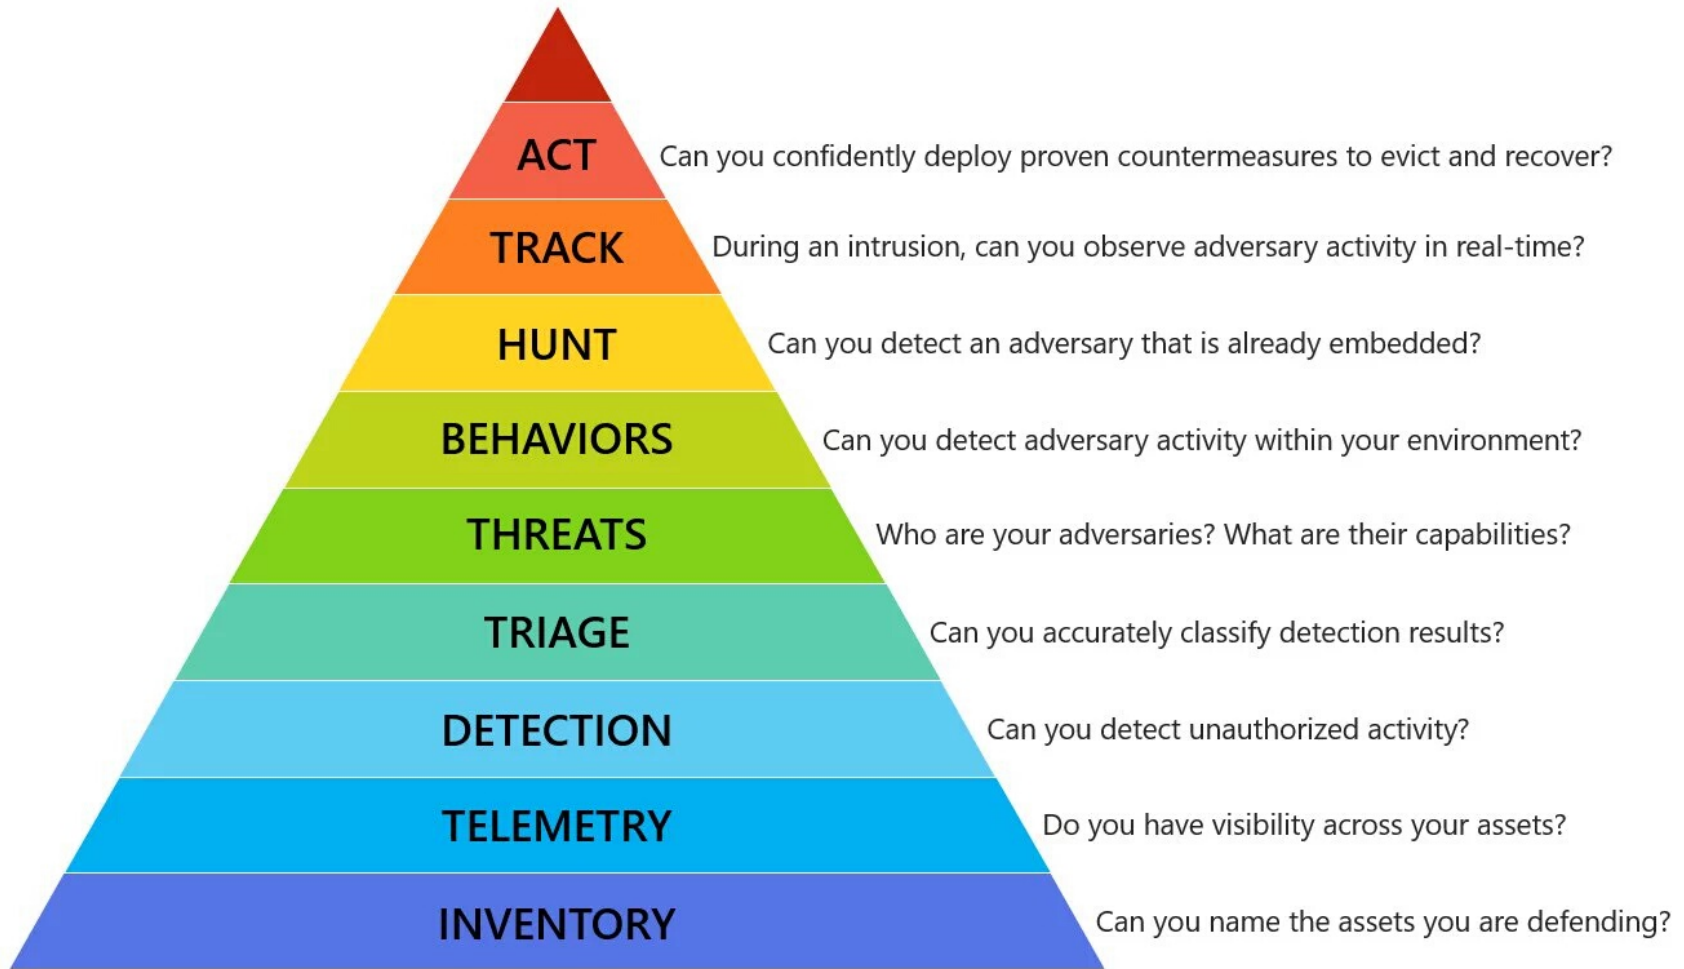 ACT Can you confidently deploy proven countermeasures to evict and recover?
TRACK During an intrusion, can you observe adversary activity in real-time?
HUNT Can you detect an adversary that is already embedded?
BEHAVIORS Can you detect adversary activity within your environment?
THREATS Who are your adversaries? What are their capabilities?
TRIAGE Can you accurately classify detection results?
DETECTION Can you detect unauthorized activity?
TELEMETRY Do you have visibility across your assets?
INVENTORY Can you name the assets you are defending?